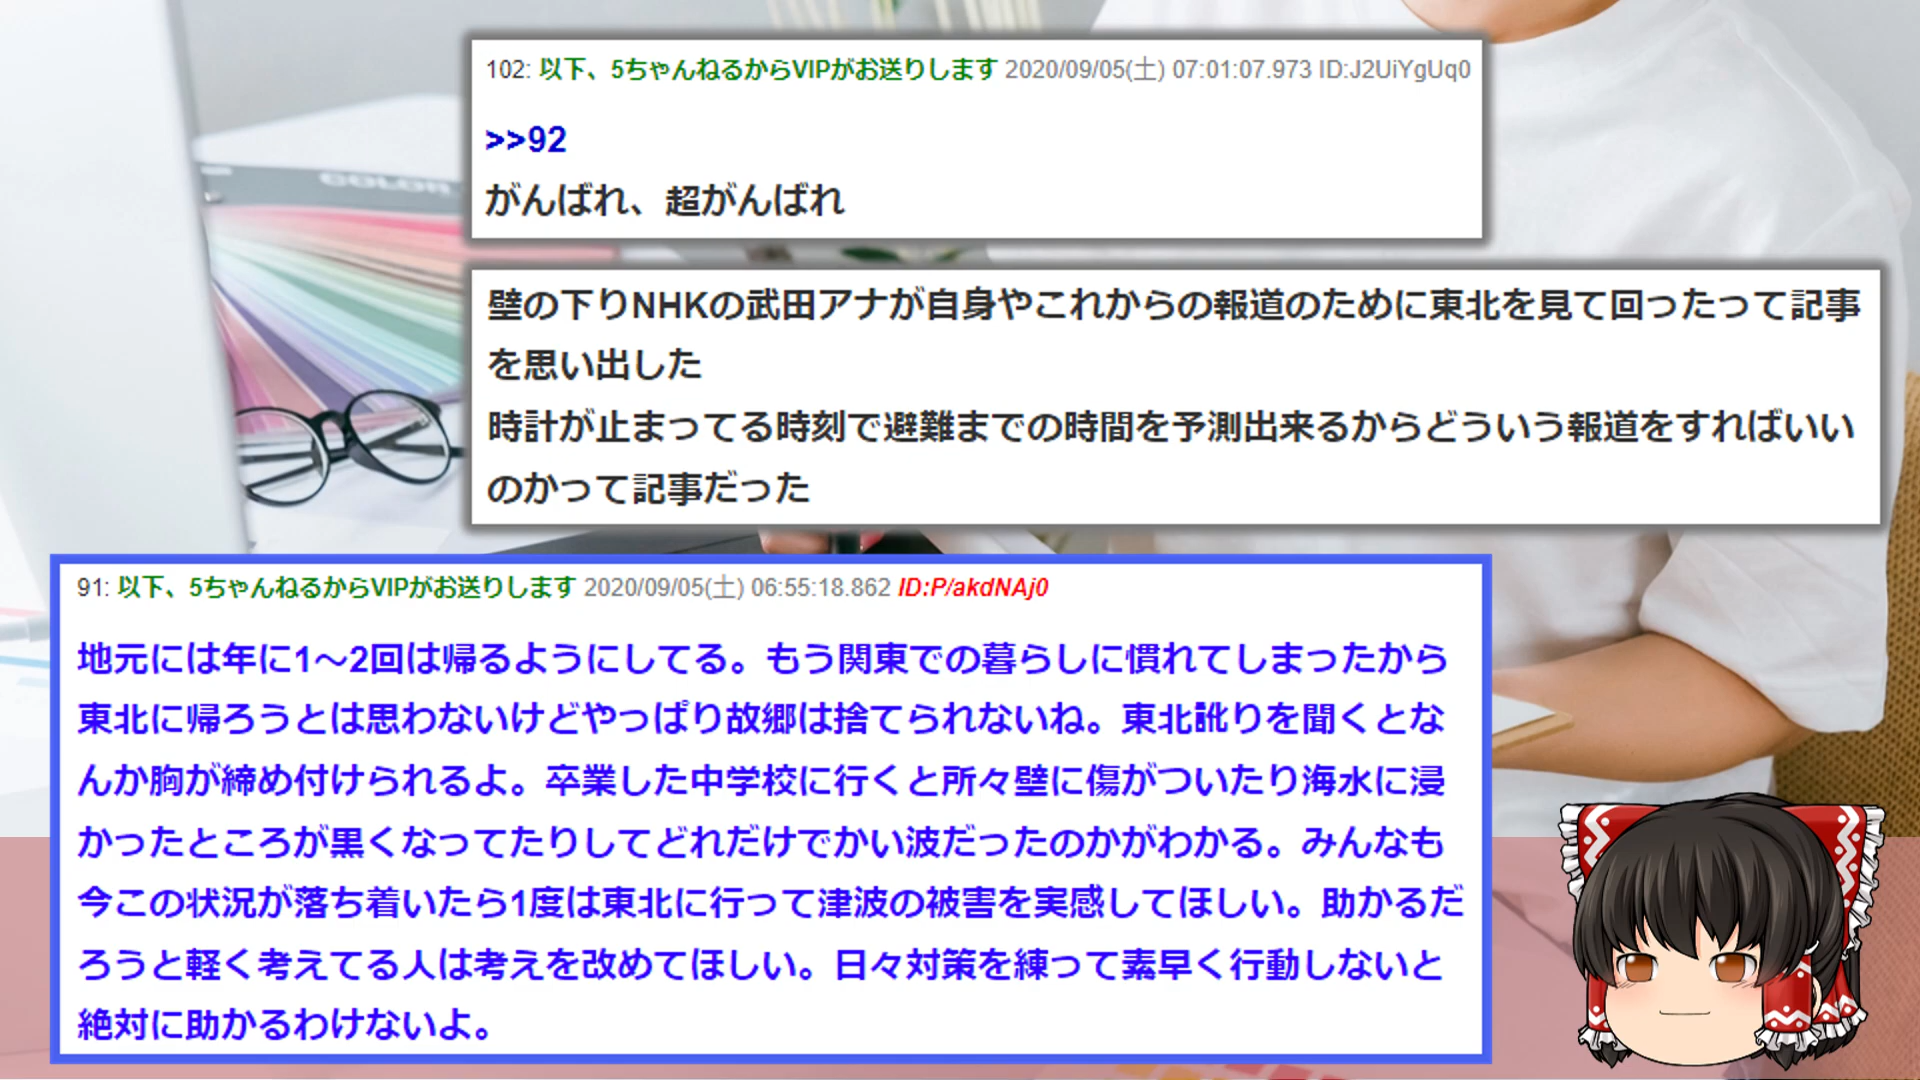 102: 以下、5ちゃんねるからVIPがお送りします 2020/09/05(土) 07:01:07.973 ID:J2UiYgUq0
>>92
がんばれ、超がんばれ
壁の下りNHKの武田アナが自身やこれからの報道のために東北を見て回ったって記事
を思い出した
時計が止まってる時刻で避難までの時間を予測出来るからどういう報道をすればいい
のかって記事だった
91: 以下、5ちゃんねるからVIPがお送りします 2020/09/05(土) 06:55:18.862 ID:P/akdNAj0
地元には年に1～2回は帰るようにしてる。もう関東での暮らしに慣れてしまったから
東北に帰ろうとは思わないけどやっぱり故郷は捨てられないね。東北訛りを聞くとな
んか胸が締め付けられるよ。卒業した中学校に行くと所々壁に傷がついたり海水に浸
かったところが黒くなってたりしてどれだけでかい波だったのかがわかる。みんなも
今この状況が落ち着いたら1度は東北に行って津波の被害を実感してほしい。助かるだ
ろうと軽く考えてる人は考えを改めてほしい。日々対策を練って素早く行動しないと
絶対に助かるわけないよ。
COLOR